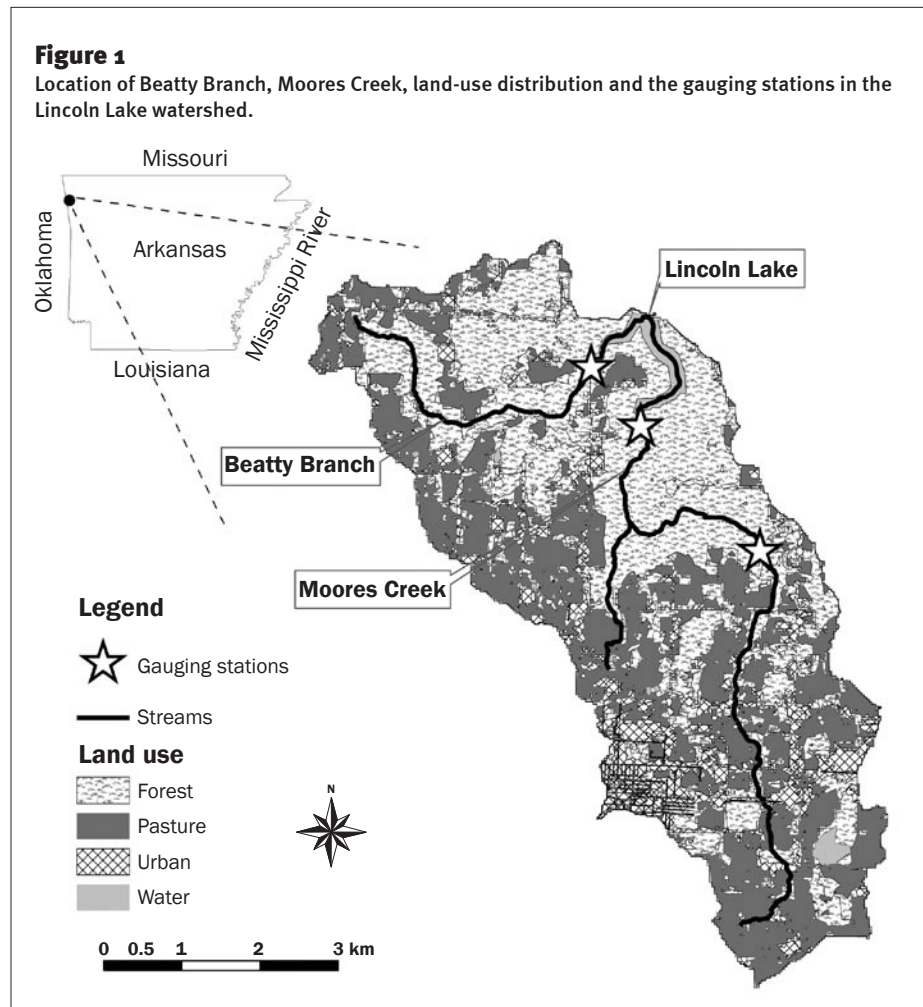 Figure 1
Location of Beatty Branch, Moores Creek, land-use distribution and the gauging stations in the
Lincoln Lake watershed.
Missouri
Oklahoma
Arkansas
Mississippi River
Louisiana
Lincoln Lake
Beatty Branch
Moores Creek
Legend
Gauging stations
Streams
Land use
Forest
Pasture
Urban
Water
N
0 0.5 1 2 3 km